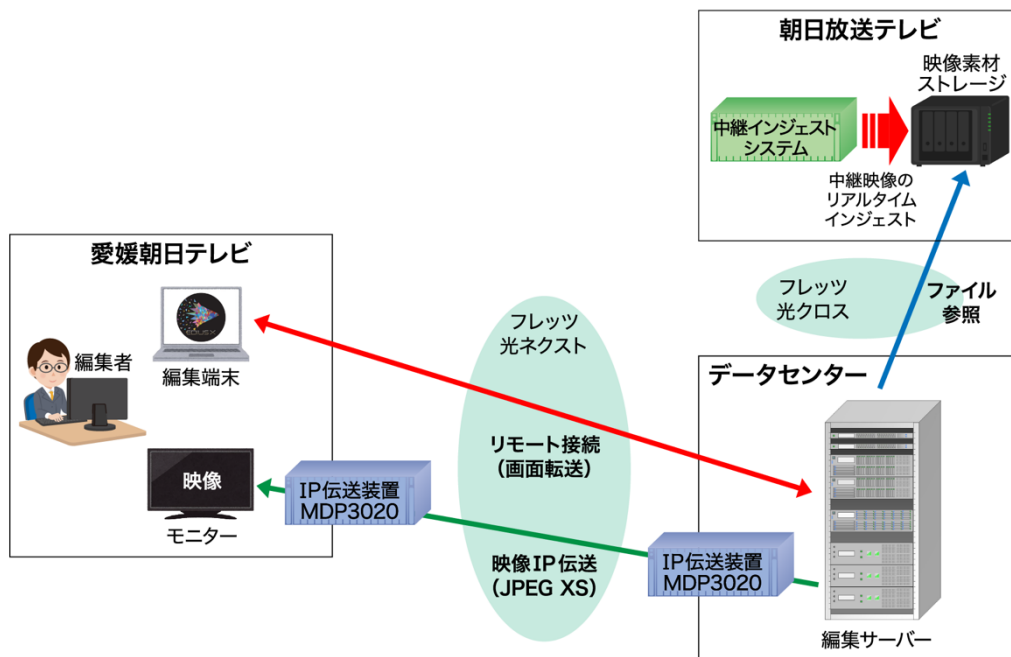 朝日放送テレビ
映像素材
ストレージ
中継インジェスト
システム
中継映像の
リアルタイム
インジェスト
愛媛朝日テレビ
編集者
編集端末
映像
モニター
IP伝送装置
MDP3020
フレッツ
光ネクスト
リモート接続
（画面転送）
映像IP伝送
（JPEG XS）
フレッツ
光クロス
ファイル
参照
データセンター
IP伝送装置
MDP3020
編集サーバー